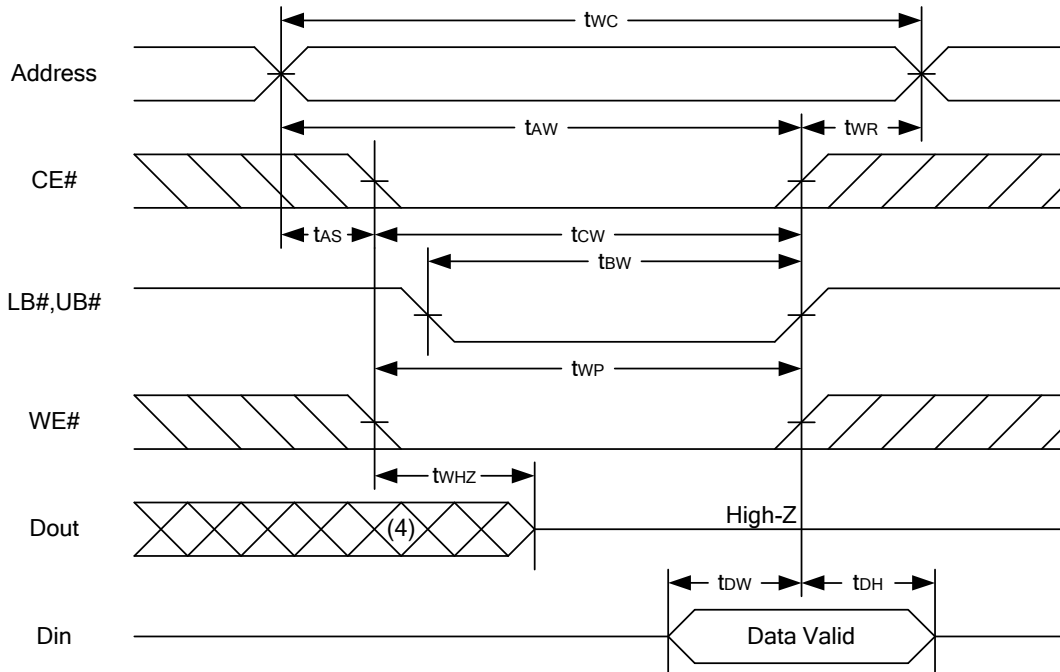 tWC
Address
tAW
tWR
CE#
tAS
tCW
tBW
LB#,UB#
tWP
WE#
tWHZ
Dout
(4)
High-Z
tDW
tDH
Din
Data Valid